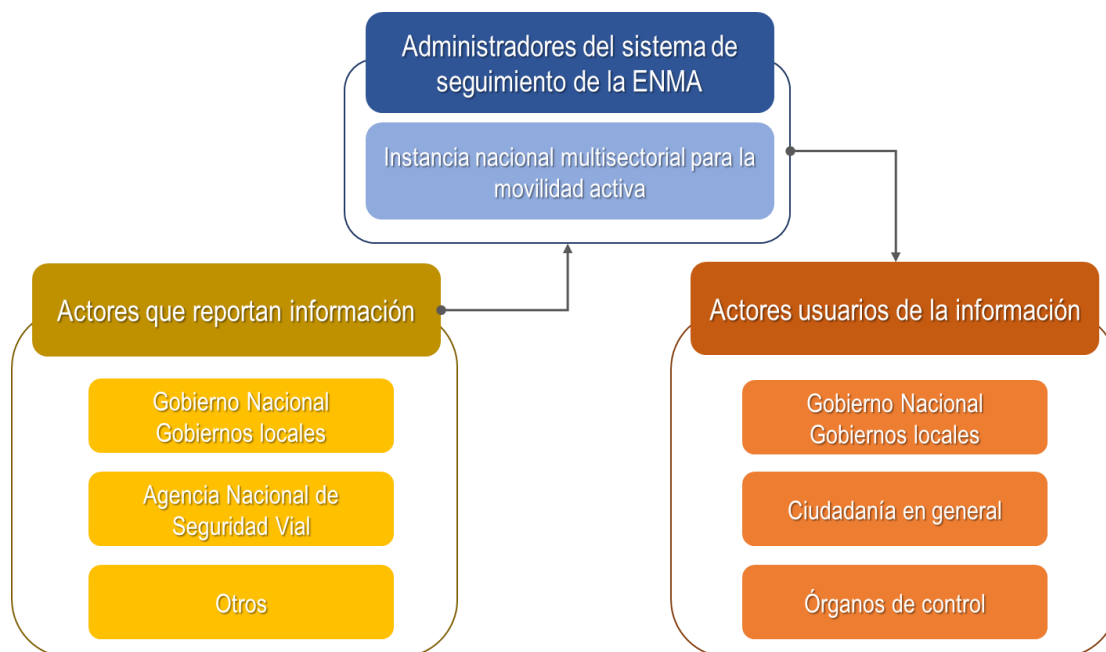 Administradores del sistema de
seguimiento de la ENMA
Instancia nacional multisectorial para la
movilidad activa
Actores que reportan información
Gobierno Nacional
Gobiernos locales
Agencia Nacional de
Seguridad Vial
Otros
Actores usuarios de la información
Gobierno Nacional
Gobiernos locales
Ciudadanía en general
Órganos de control